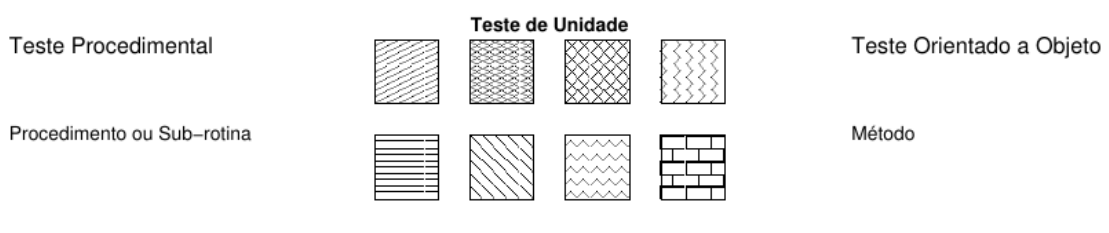 Teste de Unidade
Teste Procedimental
Teste Orientado a Objeto
Procedimento ou Sub−rotina
Método